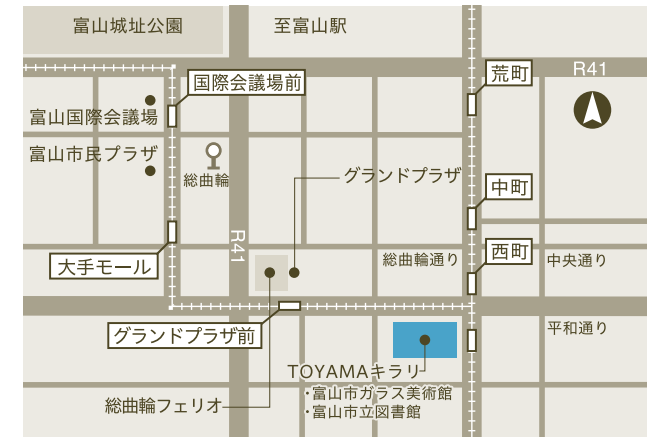 富山城址公園
至富山駅
国際会議場前
荒町
R41
富山国際会議場
富山市民プラザ
総曲輪
グランドプラザ
中町
R41
大手モール
総曲輪通り
西町
中央通り
グランドプラザ前
平和通り
TOYAMAキラリ
・富山市ガラス美術館
・富山市立図書館
総曲輪フェリオ